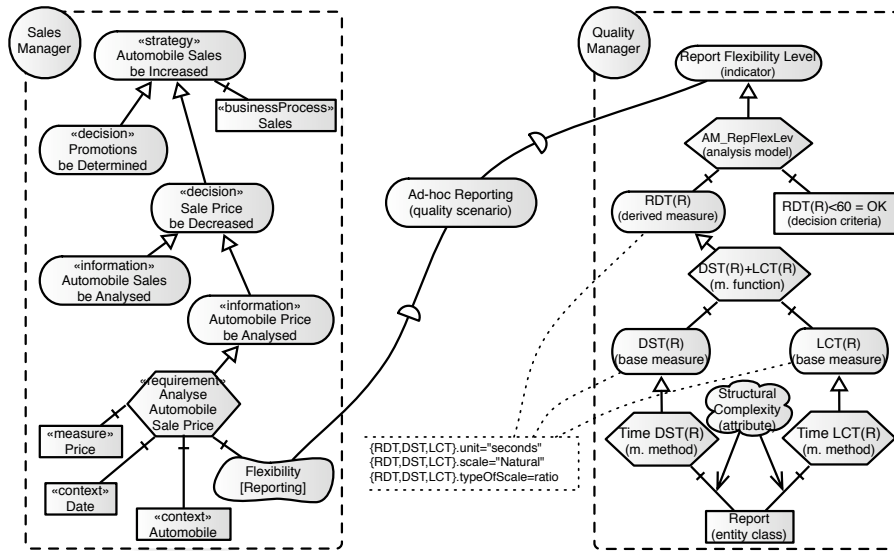 Sales
Manager
«strategy»
Automobile Sales
be Increased
«businessProcess»
Sales
«decision»
Promotions
be Determined
«decision»
Sale Price
be Decreased
«information»
Automobile Sales
be Analysed
«information»
Automobile Price
be Analysed
«requirement»
Analyse
Automobile
Sale Price
«measure»
Price
«context»
Date
«context»
Automobile
Flexibility
[Reporting]
Ad-hoc Reporting
(quality scenario)
{RDT,DST,LCT}.unit="seconds"
{RDT,DST,LCT}.scale="Natural"
{RDT,DST,LCT}.typeOfScale=ratio
Quality
Manager
Report Flexibility Level
(indicator)
AM_RepFlexLev
(analysis model)
RDT(R)
(derived measure)
RDT(R)<60 = OK
(decision criteria)
DST(R)+LCT(R)
(m. function)
DST(R)
(base measure)
LCT(R)
(base measure)
Structural
Complexity
(attribute)
Time DST(R)
(m. method)
Time LCT(R)
(m. method)
Report
(entity class)